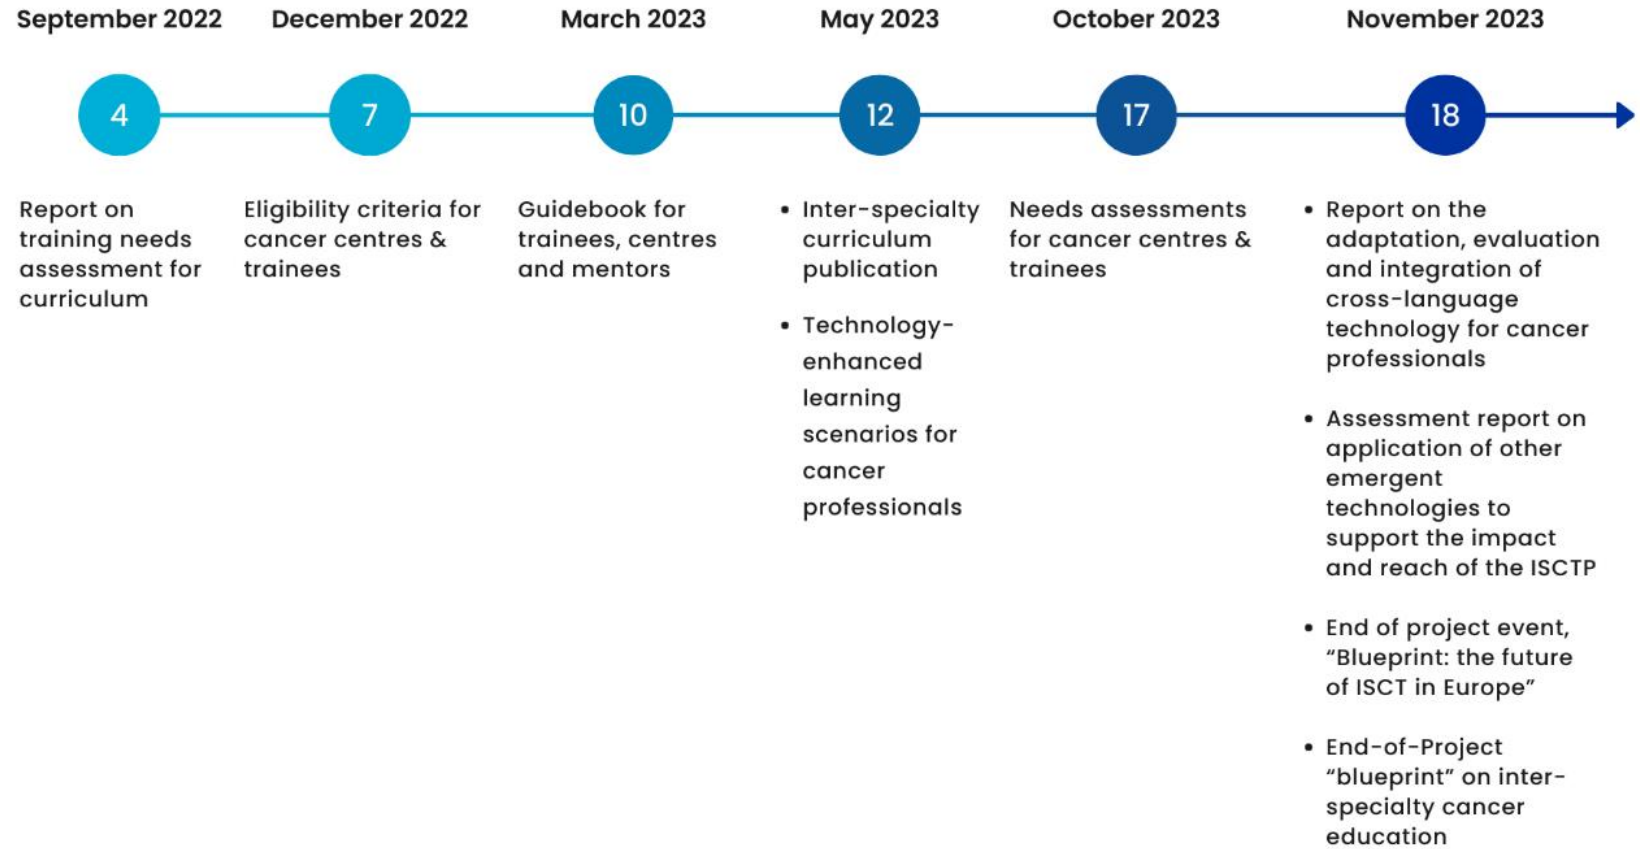 September 2022
December 2022
March 2023
May 2023
October 2023
November 2023
4
7
10
12
17
18
Report on
training needs
assessment for
curriculum
Eligibility criteria for
cancer centres &
trainees
Guidebook for
trainees, centres
and mentors
• Inter-specialty
curriculum
publication
• Technology-
enhanced
learning
scenarios for
cancer
professionals
Needs assessments
for cancer centres &
trainees
• Report on the
adaptation, evaluation
and integration of
cross-language
technology for cancer
professionals
• Assessment report on
application of other
emergent
technologies to
support the impact
and reach of the ISCTP
• End of project event,
“Blueprint: the future
of ISCT in Europe”
• End-of-Project
“blueprint” on inter-
specialty cancer
education